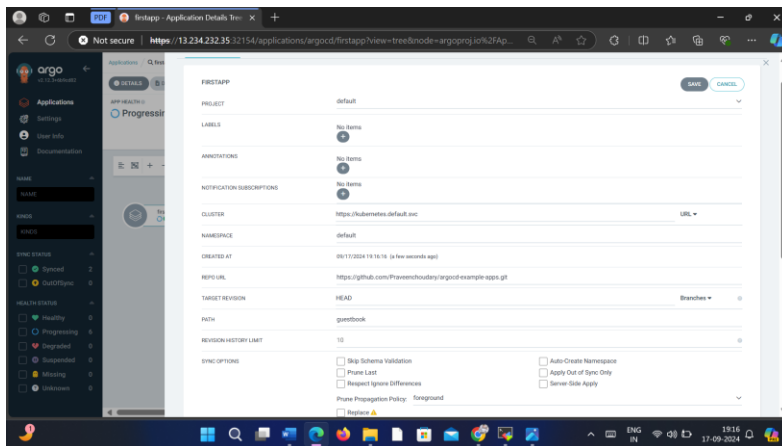 PDF
firstapp - Application Details Tree
Not secure
https://13.234.232.35:32154/applications/argocd/firstapp?view=tree&node=argoproj.io%2FAp...
argo
Applications
Settings
User Info
Documentation
NAME
NAME
KINDS
KINDS
SYNC STATUS
Synced 2
OutOfSync 0
HEALTH STATUS
Healthy 0
Progressing 6
Degraded 0
Suspended 0
Missing 0
Unknown 0
Applications
DETAILS
APP HEALTH
Progressin
FIRSTAPP
SAVE
CANCEL
PROJECT
default
LABELS
No items
ANNOTATIONS
No items
NOTIFICATION SUBSCRIPTIONS
No items
CLUSTER
https://kubernetes.default.svc
URL
NAMESPACE
default
CREATED AT
09/17/2024 19:16:16 (a few seconds ago)
REPO URL
https://github.com/Praveenchoudary/argocd-example-apps.git
TARGET REVISION
HEAD
Branches
PATH
guestbook
REVISION HISTORY LIMIT
10
SYNC OPTIONS
Skip Schema Validation
Auto-Create Namespace
Prune Last
Apply Out of Sync Only
Respect Ignore Differences
Server-Side Apply
Prune Propagation Policy: foreground
Replace
ENG
IN
19:16
17-09-2024